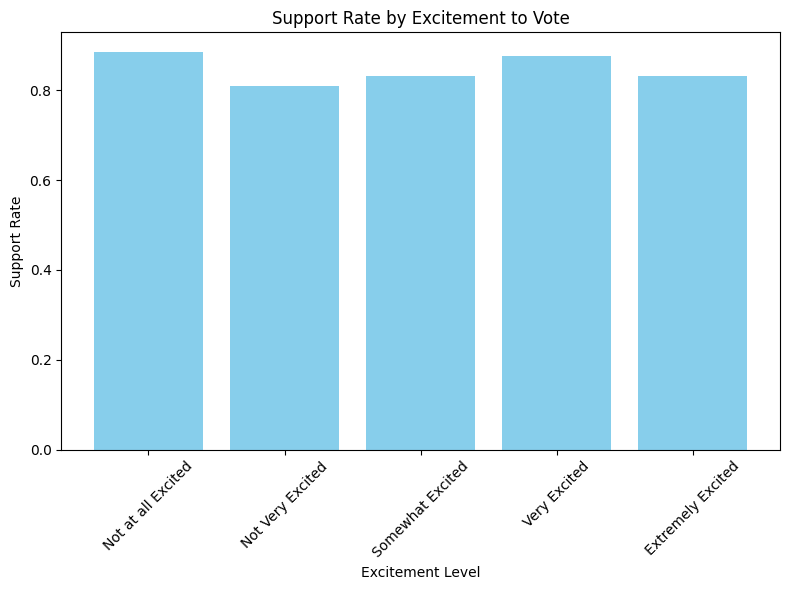 Support Rate by Excitement to Vote
Support Rate
0.8
0.6
0.4
0.2
0.0
Not at all Excited
Not Very Excited
Somewhat Excited
Very Excited
Extremely Excited
Excitement Level